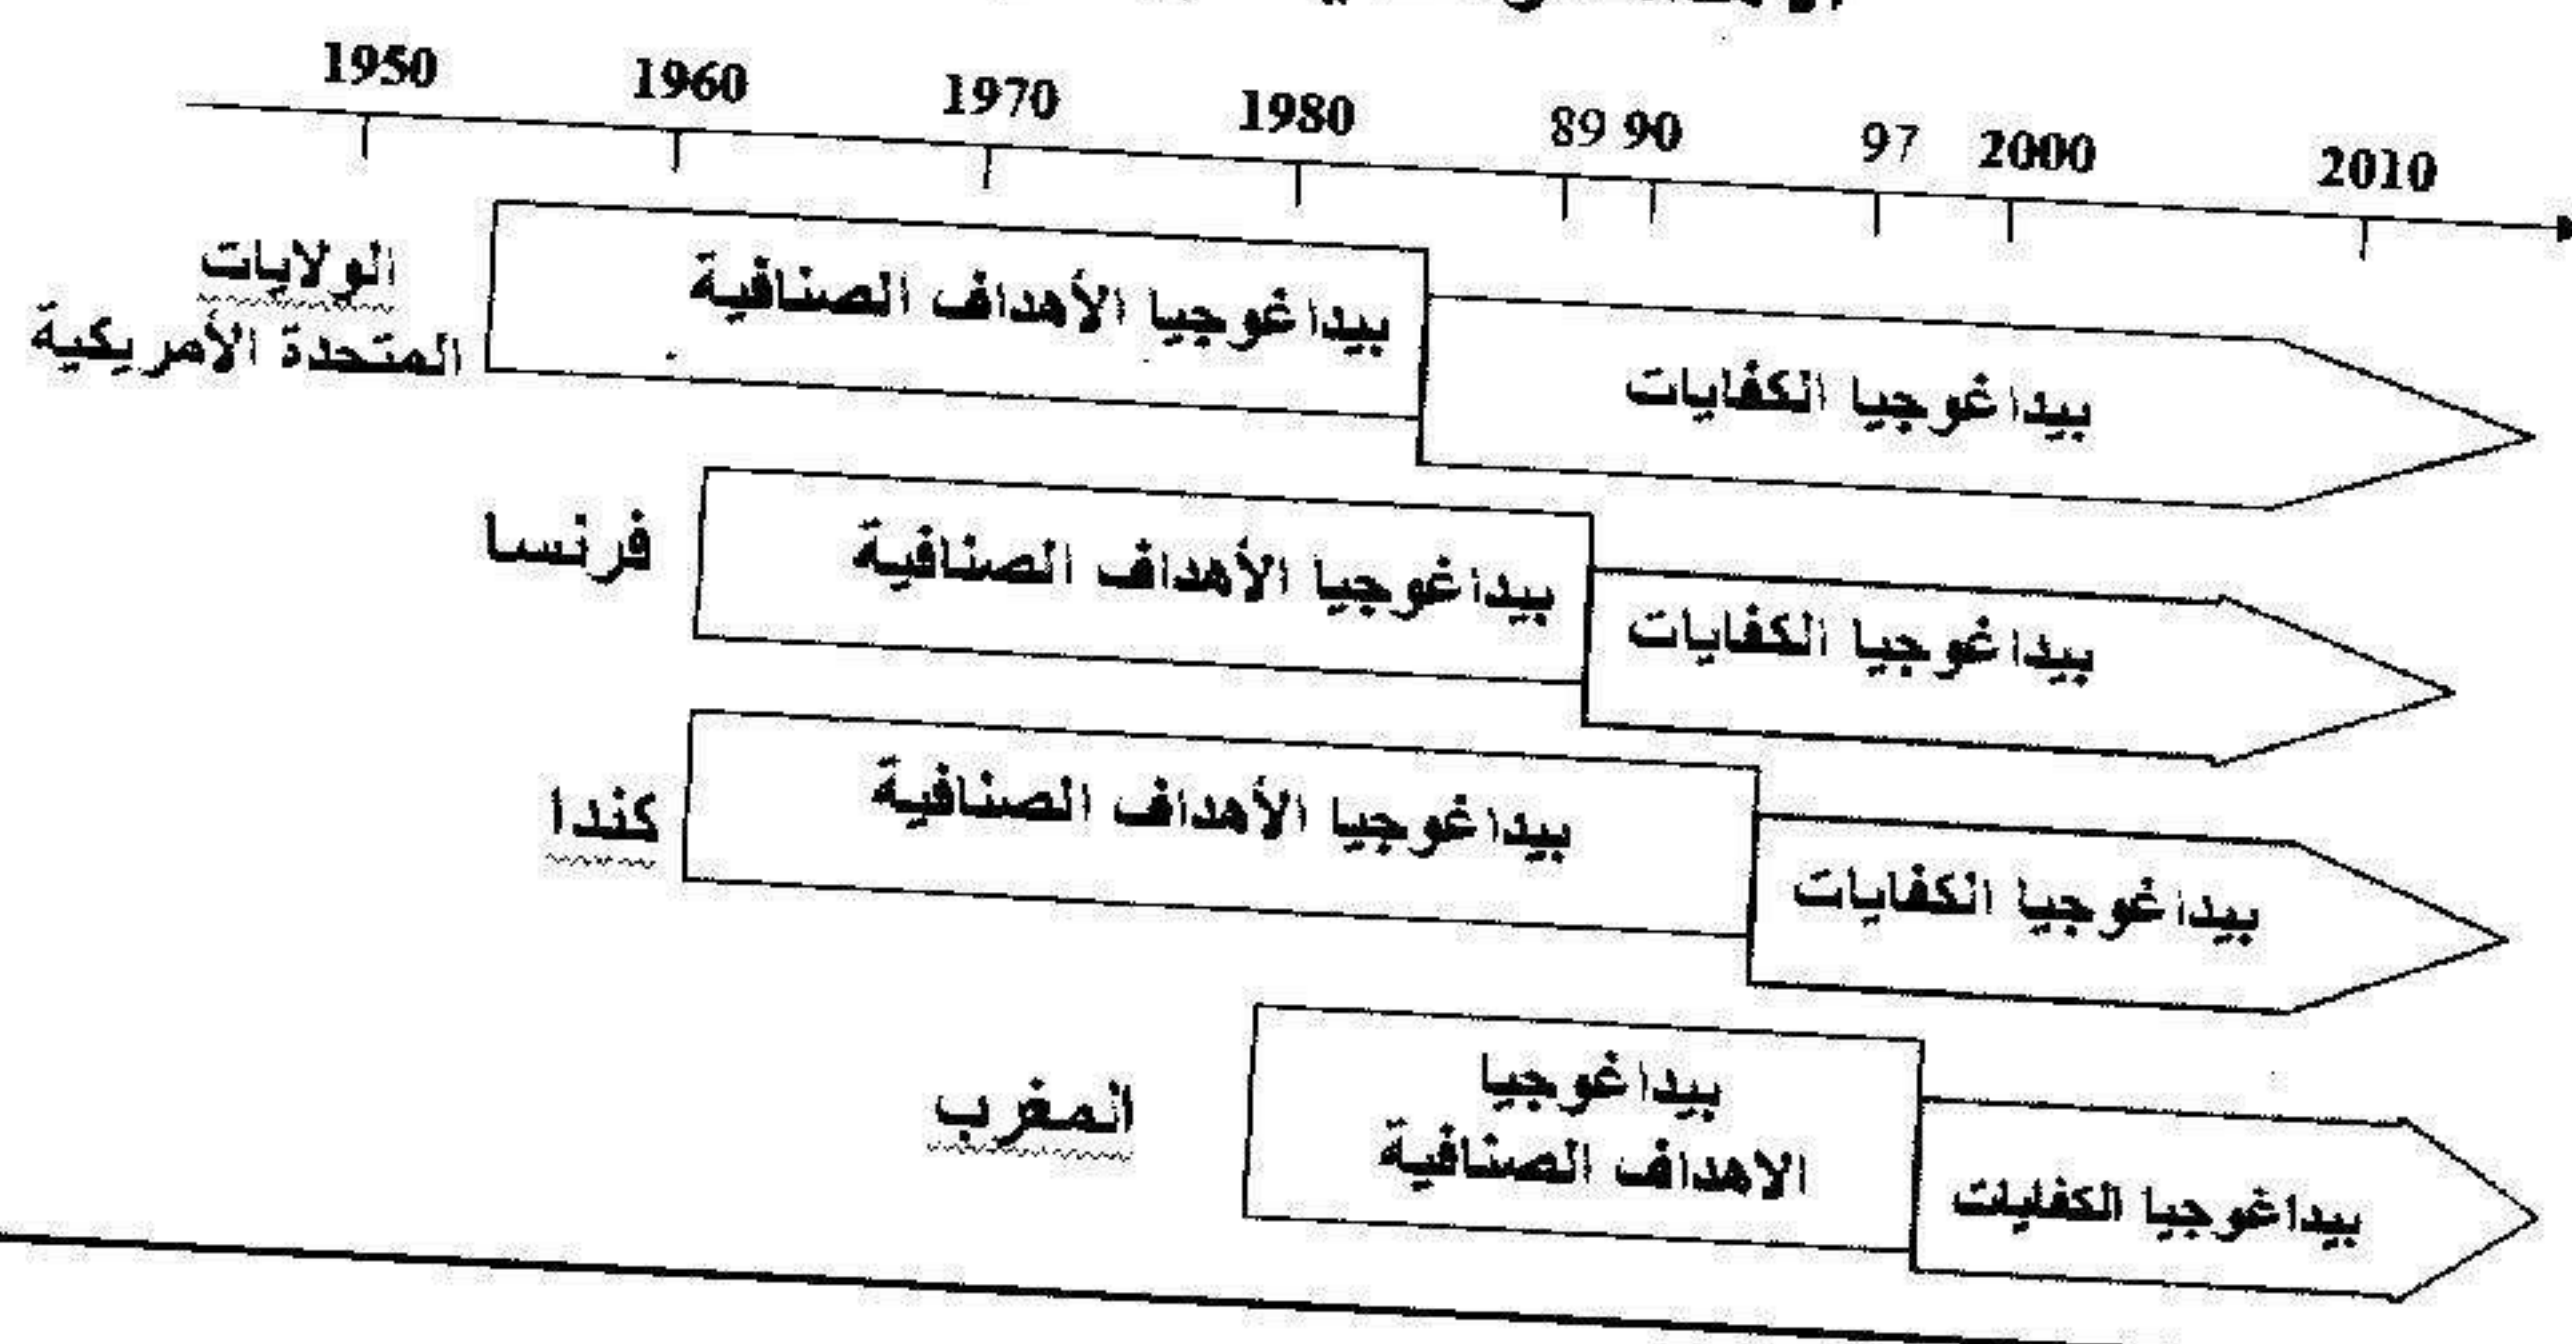 1950 1960 1970 1980 89 90 97 2000 2010
الولايات
المتحدة الأمريكية
بيداغوجيا الأهداف الصنافية
بيداغوجيا الكفايات
فرنسا
بيداغوجيا الأهداف الصنافية
بيداغوجيا الكفايات
كندا
بيداغوجيا الأهداف الصنافية
بيداغوجيا الكفايات
المغرب
بيداغوجيا
الاهداف الصنافية
بيداغوجيا الكفايات